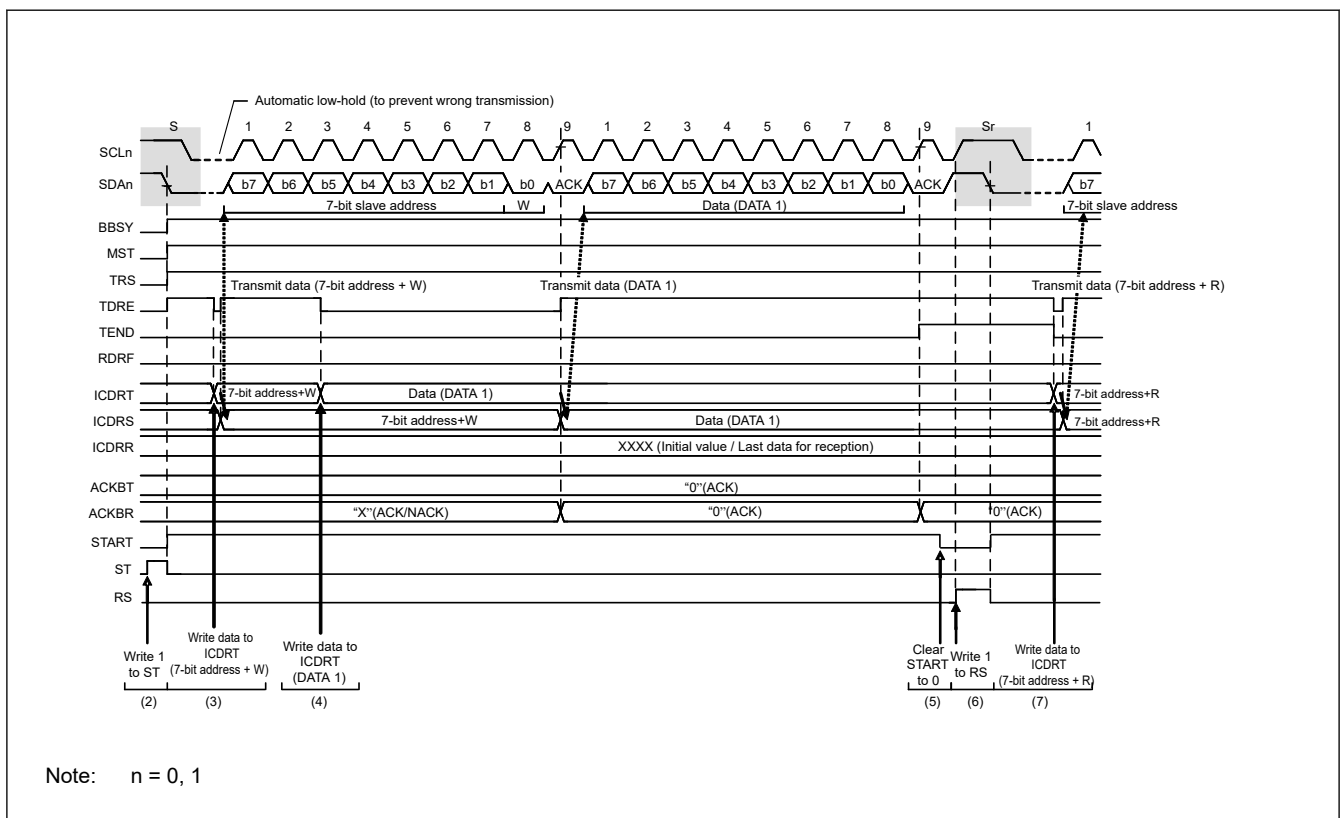 Automatic low-hold (to prevent wrong transmission)
S 1 2 3 4 5 6 7 8 9 1 2 3 4 5 6 7 8 9 Sr 1
SCLn
SDAn b7 b6 b5 b4 b3 b2 b1 b0 ACK b7 b6 b5 b4 b3 b2 b1 b0 ACK b7
7-bit slave address W Data (DATA 1) 7-bit slave address
BBSY
MST
TRS
Transmit data (7-bit address + W) Transmit data (DATA 1) Transmit data (7-bit address + R)
TDRE
TEND
RDRF
ICDRT 7-bit address+W Data (DATA 1) 7-bit address+R
ICDRS 7-bit address+W Data (DATA 1) 7-bit address+R
ICDRR XXXX (Initial value / Last data for reception)
ACKBT "0"(ACK)
ACKBR "X"(ACK/NACK) "0"(ACK) "0"(ACK)
START
ST
RS
Write 1
to ST
Write data to
ICDRT
(7-bit address + W)
Write data to
ICDRT
(DATA 1)
Clear
START
to 0
Write 1
to RS
Write data to
ICDRT
(7-bit address + R)
(2) (3) (4) (5) (6) (7)
Note: n = 0, 1